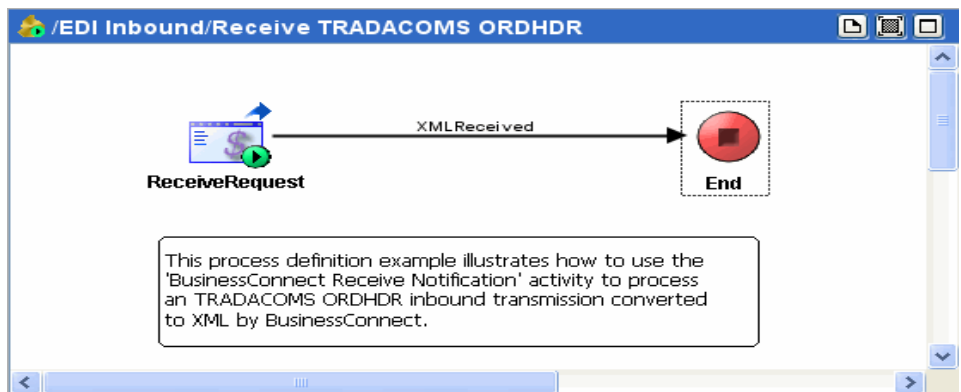 /EDI Inbound/Receive TRADACOMS ORDHDR
XMLReceived
ReceiveRequest
End
This process definition example illustrates how to use the
'BusinessConnect Receive Notification' activity to process
an TRADACOMS ORDHDR inbound transmission converted
to XML by BusinessConnect.